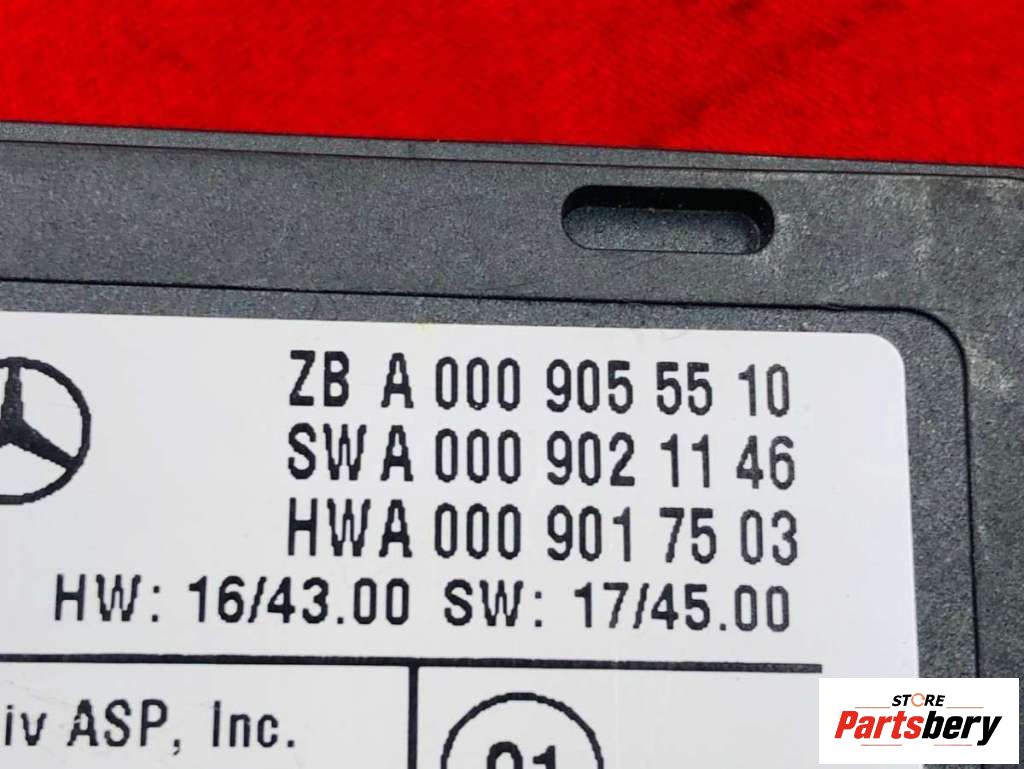 ZB A 000 905 55 10
SW A 000 902 11 46
HW A 000 901 75 03
HW: 16/43.00 SW: 17/45.00
iv ASP, Inc.
STORE
Partsbery